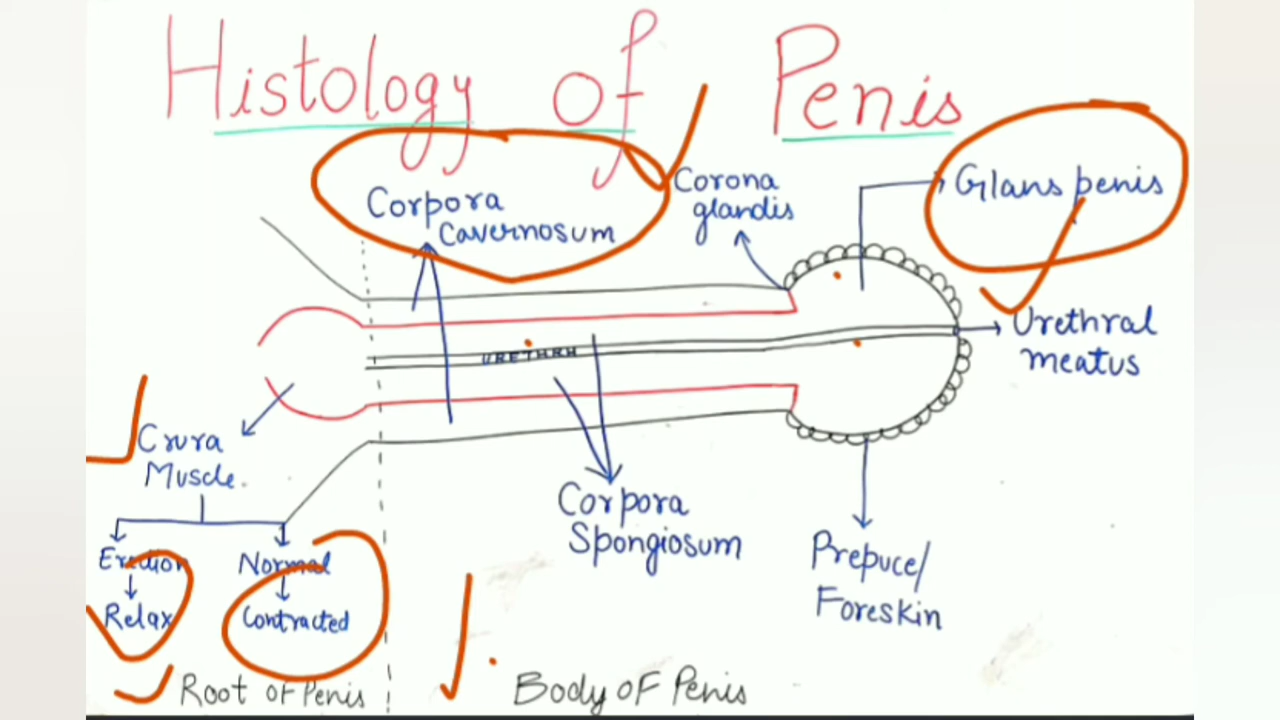 Histology of Penis
Corpora
Cavernosum
Corona
glandis
Glans penis
Urethral
meatus
URETHRA
Crura
Muscle.
Erection
Relax
Normal
Contracted
Corpora
Spongiosum
Prepuce/
Foreskin
Root of Penis
Body of Penis